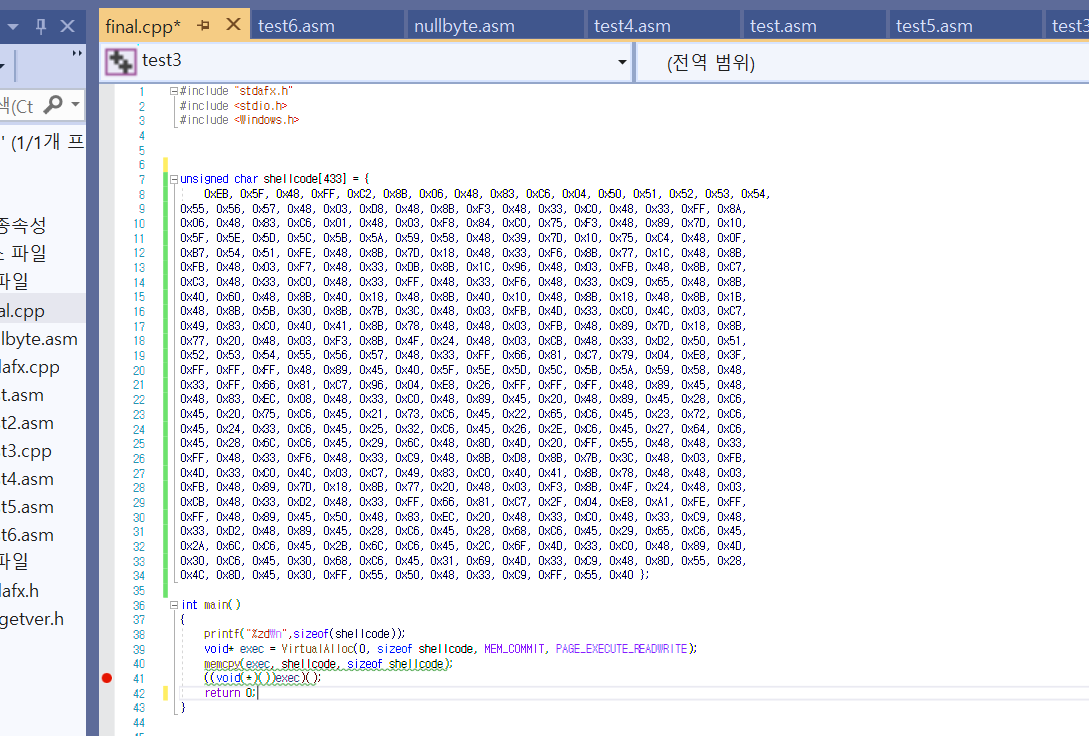 final.cpp* test6.asm nullbyte.asm test4.asm test.asm test5.asm test3
test3 (전역 범위)
색(Ct
' (1/1개 프
종속성
파일
파일
al.cpp
lbyte.asm
dafx.cpp
t.asm
t2.asm
t3.cpp
t4.asm
t5.asm
t6.asm
파일
dafx.h
getver.h
1 #include "stdafx.h"
2 #include <stdio.h>
3 #include <Windows.h>
4
5
6
7 unsigned char shellcode[433] = {
8 0xEB, 0x5F, 0x48, 0xFF, 0xC2, 0x8B, 0x06, 0x48, 0x83, 0xC6, 0x04, 0x50, 0x51, 0x52, 0x53, 0x54,
9 0x55, 0x56, 0x57, 0x48, 0x03, 0xD8, 0x48, 0x8B, 0xF3, 0x48, 0x33, 0xC0, 0x48, 0x33, 0xFF, 0x8A,
10 0x06, 0x48, 0x83, 0xC6, 0x01, 0x48, 0x03, 0xF8, 0x84, 0xC0, 0x75, 0xF3, 0x48, 0x89, 0x7D, 0x10,
11 0x5F, 0x5E, 0x5D, 0x5C, 0x5B, 0x5A, 0x59, 0x58, 0x48, 0x39, 0x7D, 0x10, 0x75, 0xC4, 0x48, 0x0F,
12 0xB7, 0x54, 0x51, 0xFE, 0x48, 0x8B, 0x7D, 0x18, 0x48, 0x33, 0xF6, 0x48, 0x8B, 0x77, 0x1C, 0x48, 0x8B,
13 0xFB, 0x48, 0x03, 0xF7, 0x48, 0x33, 0xDB, 0x8B, 0x1C, 0x96, 0x48, 0x03, 0xFB, 0x48, 0x8B, 0xC7,
14 0xC3, 0x48, 0x33, 0xC0, 0x48, 0x33, 0xFF, 0x48, 0x33, 0xF6, 0x48, 0x33, 0xC9, 0x65, 0x48, 0x8B,
15 0x40, 0x60, 0x48, 0x8B, 0x40, 0x18, 0x48, 0x8B, 0x40, 0x10, 0x48, 0x8B, 0x18, 0x48, 0x8B, 0x1B,
16 0x48, 0x8B, 0x5B, 0x30, 0x8B, 0x7B, 0x3C, 0x48, 0x03, 0xFB, 0x4D, 0x33, 0xC0, 0x4C, 0x03, 0xC7,
17 0x49, 0x83, 0xC0, 0x40, 0x41, 0x8B, 0x78, 0x48, 0x48, 0x03, 0xFB, 0x48, 0x89, 0x7D, 0x18, 0x8B,
18 0x77, 0x20, 0x48, 0x03, 0xF3, 0x8B, 0x4F, 0x24, 0x48, 0x03, 0xCB, 0x48, 0x33, 0xD2, 0x50, 0x51,
19 0x52, 0x53, 0x54, 0x55, 0x56, 0x57, 0x48, 0x33, 0xFF, 0x66, 0x81, 0xC7, 0x79, 0x04, 0xE8, 0x3F,
20 0xFF, 0xFF, 0xFF, 0x48, 0x89, 0x45, 0x40, 0x5F, 0x5E, 0x5D, 0x5C, 0x5B, 0x5A, 0x59, 0x58, 0x48,
21 0x33, 0xFF, 0x66, 0x81, 0xC7, 0x96, 0x04, 0xE8, 0x26, 0xFF, 0xFF, 0xFF, 0x48, 0x89, 0x45, 0x48,
22 0x48, 0x83, 0xEC, 0x08, 0x48, 0x33, 0xC0, 0x48, 0x89, 0x45, 0x20, 0x48, 0x89, 0x45, 0x28, 0xC6,
23 0x45, 0x20, 0x75, 0xC6, 0x45, 0x21, 0x73, 0xC6, 0x45, 0x22, 0x65, 0xC6, 0x45, 0x23, 0x72, 0xC6,
24 0x45, 0x24, 0x33, 0xC6, 0x45, 0x25, 0x32, 0xC6, 0x45, 0x26, 0x2E, 0xC6, 0x45, 0x27, 0x64, 0xC6,
25 0x45, 0x28, 0x6C, 0xC6, 0x45, 0x29, 0x6C, 0x48, 0x8D, 0x4D, 0x20, 0xFF, 0x55, 0x48, 0x48, 0x33,
26 0xFF, 0x48, 0x33, 0xF6, 0x48, 0x33, 0xC9, 0x48, 0x8B, 0xD8, 0x8B, 0x7B, 0x3C, 0x48, 0x03, 0xFB,
27 0x4D, 0x33, 0xC0, 0x4C, 0x03, 0xC7, 0x49, 0x83, 0xC0, 0x40, 0x41, 0x8B, 0x78, 0x48, 0x48, 0x03,
28 0xFB, 0x48, 0x89, 0x7D, 0x18, 0x8B, 0x77, 0x20, 0x48, 0x03, 0xF3, 0x8B, 0x4F, 0x24, 0x48, 0x03,
29 0xCB, 0x48, 0x33, 0xD2, 0x48, 0x33, 0xFF, 0x66, 0x81, 0xC7, 0x2F, 0x04, 0xE8, 0xA1, 0xFE, 0xFF,
30 0xFF, 0x48, 0x89, 0x45, 0x50, 0x48, 0x83, 0xEC, 0x20, 0x48, 0x33, 0xC0, 0x48, 0x33, 0xC9, 0x48,
31 0x33, 0xD2, 0x48, 0x89, 0x45, 0x28, 0xC6, 0x45, 0x28, 0x68, 0xC6, 0x45, 0x29, 0x65, 0xC6, 0x45,
32 0x2A, 0x6C, 0xC6, 0x45, 0x2B, 0x6C, 0xC6, 0x45, 0x2C, 0x6F, 0x4D, 0x33, 0xC0, 0x48, 0x89, 0x4D,
33 0x30, 0xC6, 0x45, 0x30, 0x68, 0xC6, 0x45, 0x31, 0x69, 0x4D, 0x33, 0xC9, 0x48, 0x8D, 0x55, 0x28,
34 0x4C, 0x8D, 0x45, 0x30, 0xFF, 0x55, 0x50, 0x48, 0x33, 0xC9, 0xFF, 0x55, 0x40 };
35
36 int main()
37 {
38 printf("%zd₩n",sizeof(shellcode));
39 void* exec = VirtualAlloc(0, sizeof shellcode, MEM_COMMIT, PAGE_EXECUTE_READWRITE);
40 memcpy(exec, shellcode, sizeof shellcode);
41 ((void(*)())exec)();
42 return 0;
43 }
44